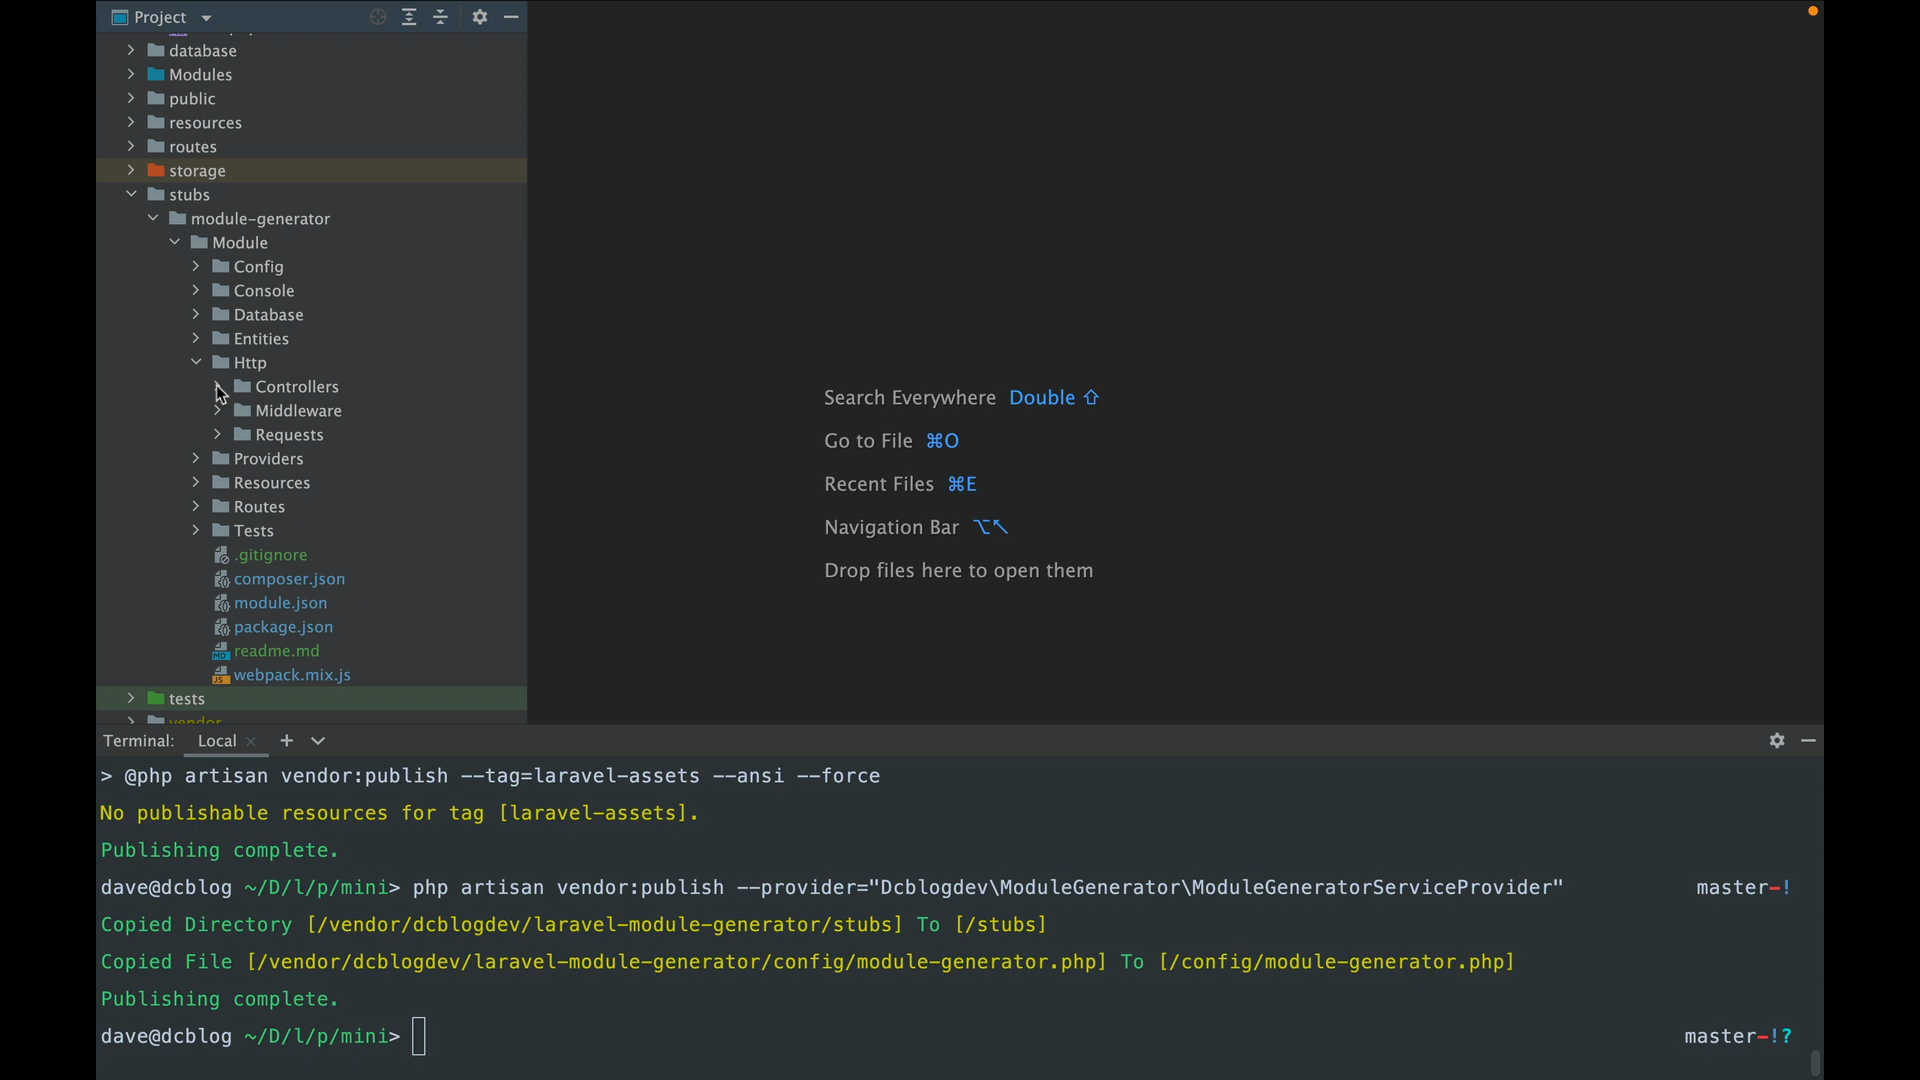 Project
database
Modules
public
resources
routes
storage
stubs
module-generator
Module
Config
Console
Database
Entities
Http
Controllers
Middleware
Requests
Providers
Resources
Routes
Tests
.gitignore
composer.json
module.json
package.json
readme.md
webpack.mix.js
tests
vendor
Search Everywhere Double ⇧
Go to File ⌘O
Recent Files ⌘E
Navigation Bar ⌥↖
Drop files here to open them
Terminal: Local × +
> @php artisan vendor:publish --tag=laravel-assets --ansi --force
No publishable resources for tag [laravel-assets].
Publishing complete.
dave@dcblog ~/D/l/p/mini> php artisan vendor:publish --provider="Dcblogdev\ModuleGenerator\ModuleGeneratorServiceProvider" master-!
Copied Directory [/vendor/dcblogdev/laravel-module-generator/stubs] To [/stubs]
Copied File [/vendor/dcblogdev/laravel-module-generator/config/module-generator.php] To [/config/module-generator.php]
Publishing complete.
dave@dcblog ~/D/l/p/mini> master-!?